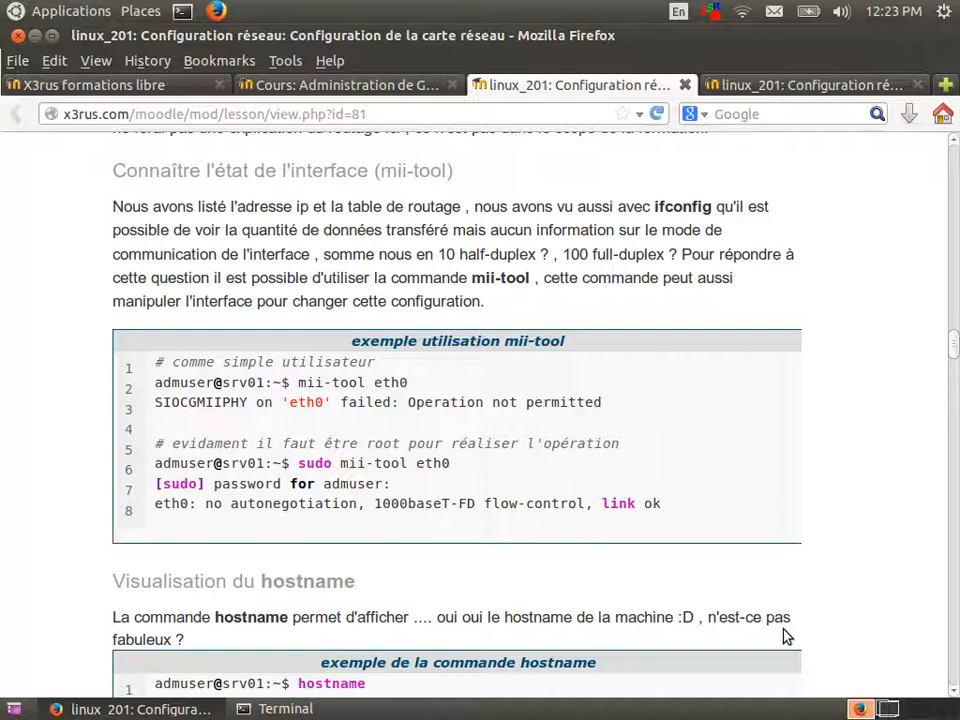 Applications Places En 12:23 PM
linux_201: Configuration réseau: Configuration de la carte réseau - Mozilla Firefox
File Edit View History Bookmarks Tools Help
X3rus formations libre Cours: Administration de G... linux_201: Configuration ré... linux_201: Configuration ré...
x3rus.com/moodle/mod/lesson/view.php?id=81 Google
Connaître l'état de l'interface (mii-tool)
Nous avons listé l'adresse ip et la table de routage , nous avons vu aussi avec ifconfig qu'il est
possible de voir la quantité de données transféré mais aucun information sur le mode de
communication de l'interface , somme nous en 10 half-duplex ? , 100 full-duplex ? Pour répondre à
cette question il est possible d'utiliser la commande mii-tool , cette commande peut aussi
manipuler l'interface pour changer cette configuration.
exemple utilisation mii-tool
1 # comme simple utilisateur
2 admuser@srv01:~$ mii-tool eth0
3 SIOCGMIIPHY on 'eth0' failed: Operation not permitted
4
5 # evidament il faut être root pour réaliser l'opération
6 admuser@srv01:~$ sudo mii-tool eth0
7 [sudo] password for admuser:
8 eth0: no autonegotiation, 1000baseT-FD flow-control, link ok
Visualisation du hostname
La commande hostname permet d'afficher .... oui oui le hostname de la machine :D , n'est-ce pas
fabuleux ?
exemple de la commande hostname
1 admuser@srv01:~$ hostname
linux_201: Configura... Terminal